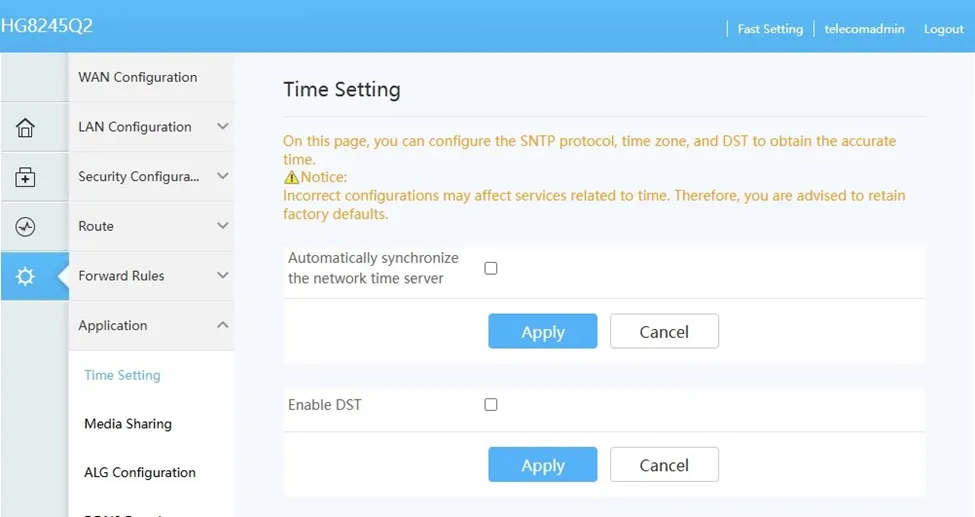 HG8245Q2
Fast Setting
telecomadmin
Logout
WAN Configuration
LAN Configuration
Security Configura...
Route
Forward Rules
Application
Time Setting
Media Sharing
ALG Configuration
Time Setting
On this page, you can configure the SNTP protocol, time zone, and DST to obtain the accurate
time.
Notice:
Incorrect configurations may affect services related to time. Therefore, you are advised to retain
factory defaults.
Automatically synchronize
the network time server
Apply
Cancel
Enable DST
Apply
Cancel